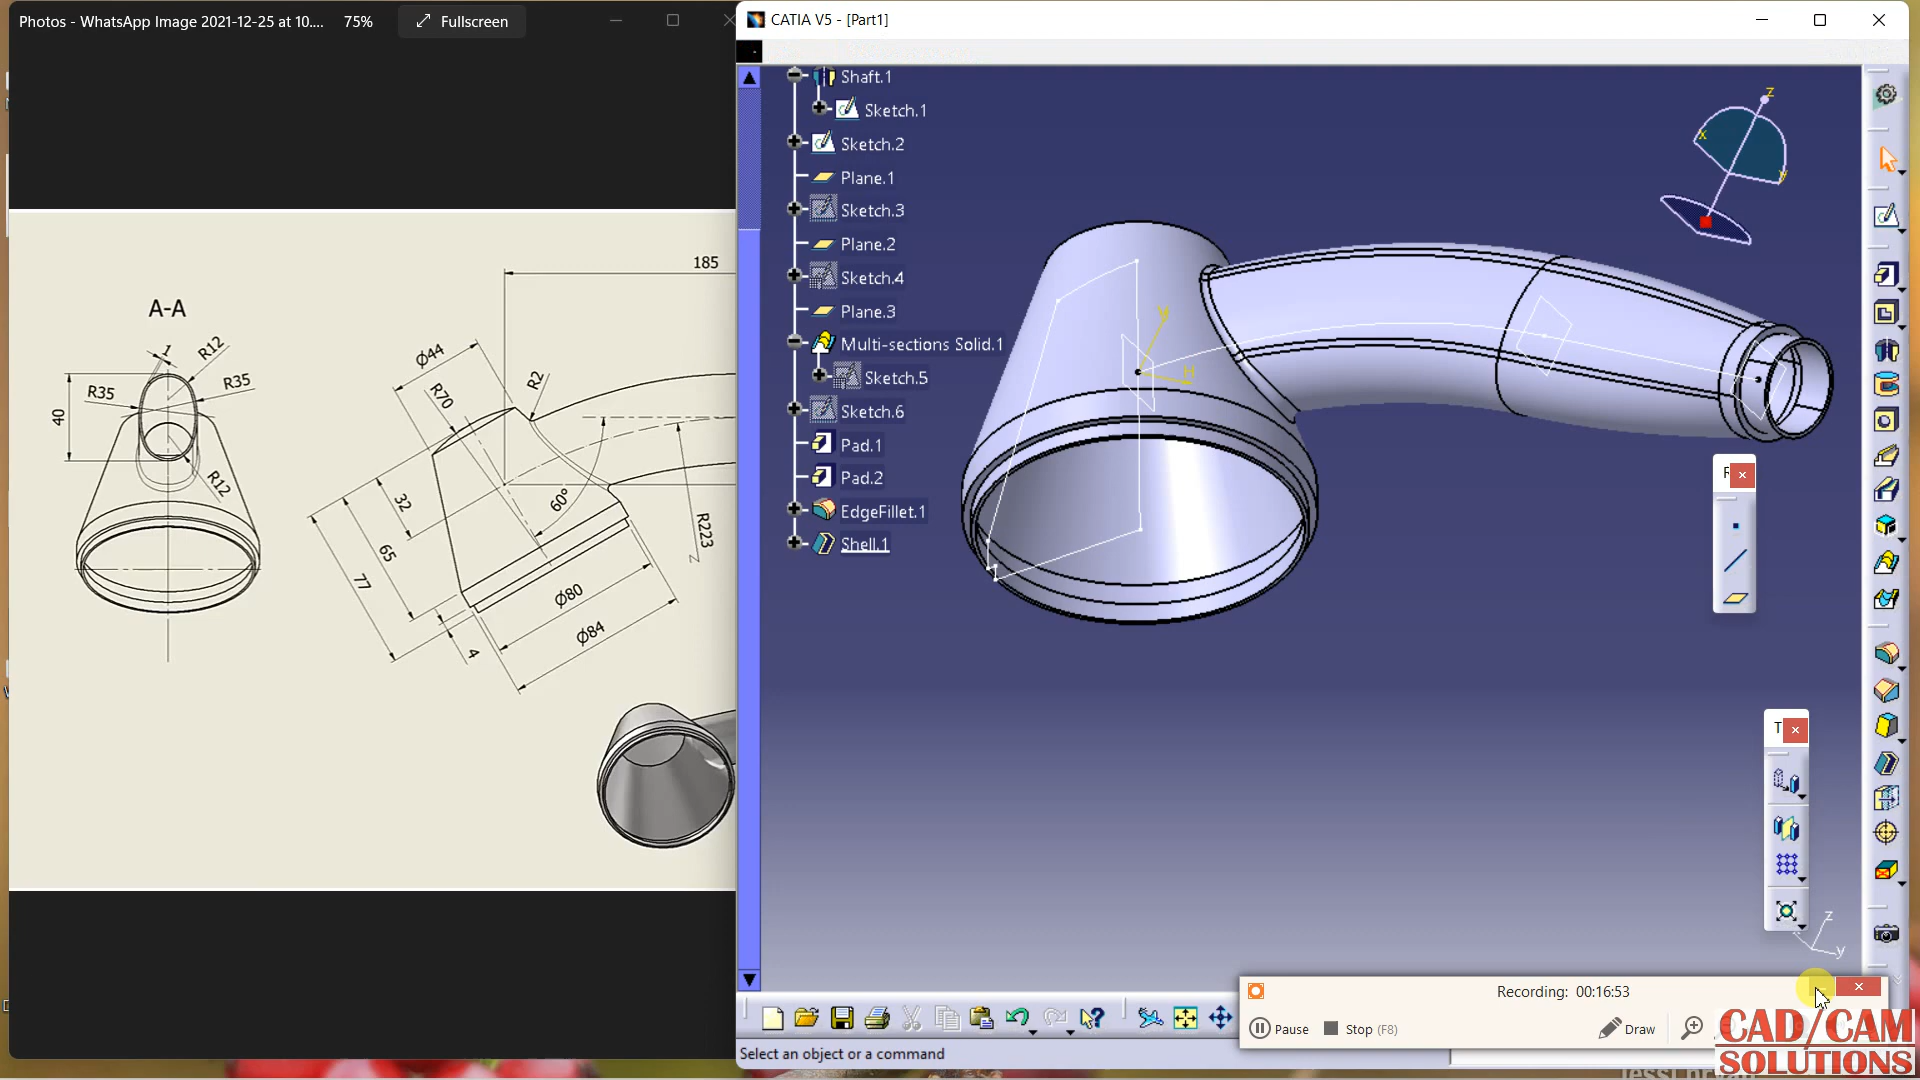 Photos - WhatsApp Image 2021-12-25 at 10.... 75% Fullscreen
CATIA V5 - [Part1]
Shaft.1
Sketch.1
Sketch.2
Plane.1
Sketch.3
Plane.2
Sketch.4
Plane.3
Multi-sections Solid.1
Sketch.5
Sketch.6
Pad.1
Pad.2
EdgeFillet.1
Shell.1
185
A-A
1
R12
R35
R35
40
R12
Ø44
R2
R70
32
60°
65
R223
77
Ø80
Ø84
4
z
x
y
V
H
F
T
z
y
Recording: 00:16:53
Pause
Stop (F8)
Draw
Select an object or a command
CAD/CAM
SOLUTIONS